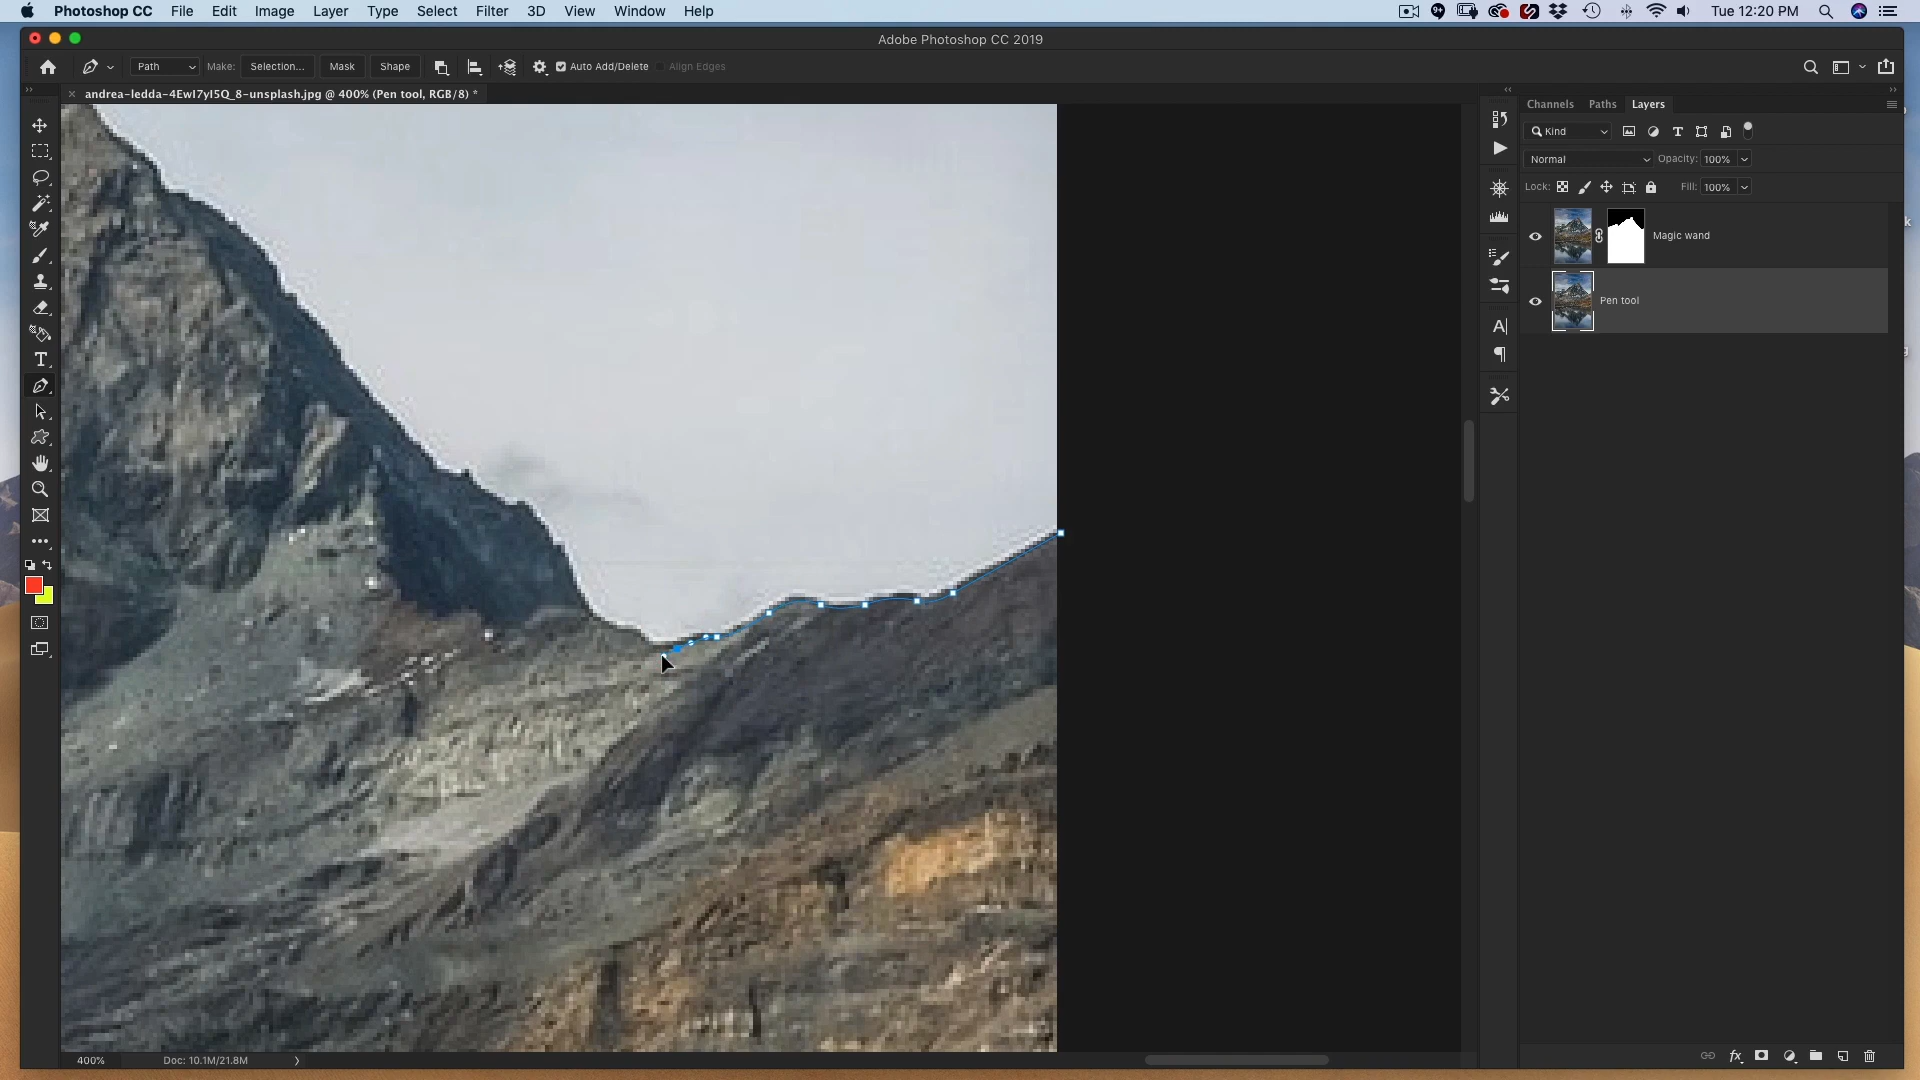 Photoshop CC File Edit Image Layer Type Select Filter 3D View Window Help 9+ Tue 12:20 PM
Adobe Photoshop CC 2019
Path Make: Selection... Mask Shape Auto Add/Delete Align Edges
andrea-ledda-4EwI7yI5Q_8-unsplash.jpg @ 400% (Pen tool, RGB/8) *
Channels Paths Layers
Kind
Normal Opacity: 100%
Lock: Fill: 100%
Magic wand
Pen tool
400% Doc: 10.1M/21.8M